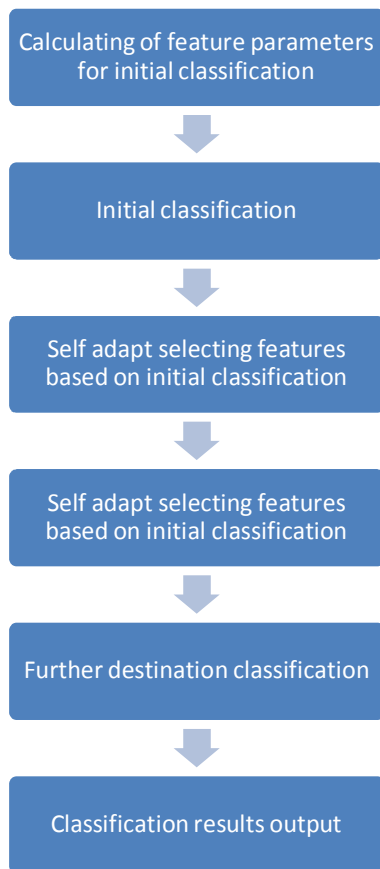 Calculating of feature parameters
for initial classification
Initial classification
Self adapt selecting features
based on initial classification
Self adapt selecting features
based on initial classification
Further destination classification
Classification results output